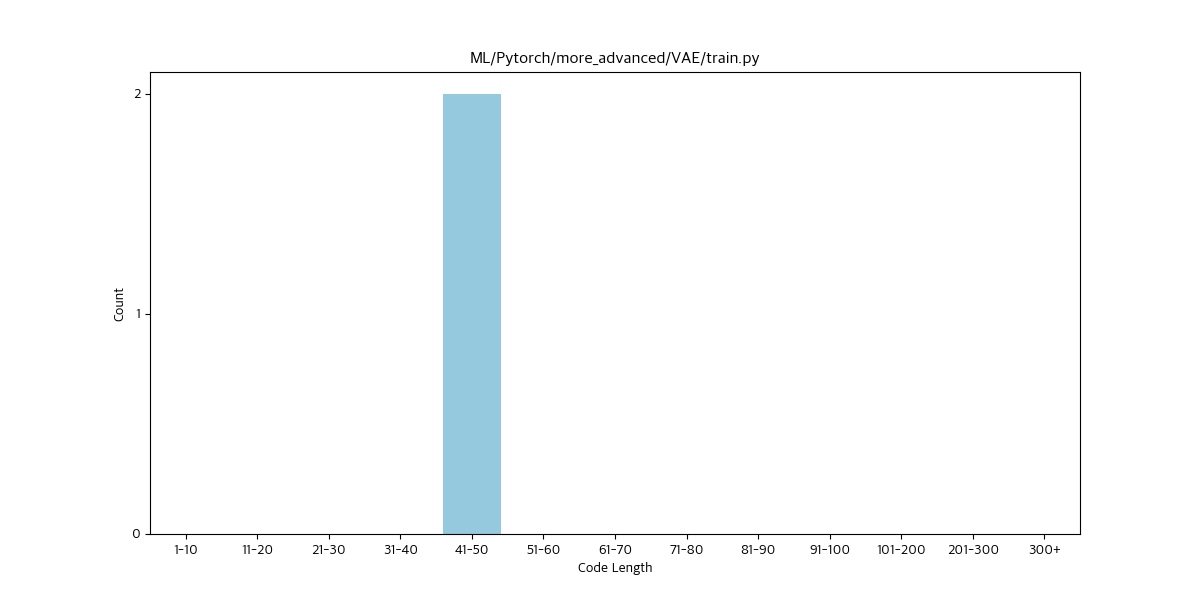 ML/Pytorch/more_advanced/VAE/train.py
2
1
0
Count
1-10 11-20 21-30 31-40 41-50 51-60 61-70 71-80 81-90 91-100 101-200 201-300 300+
Code Length